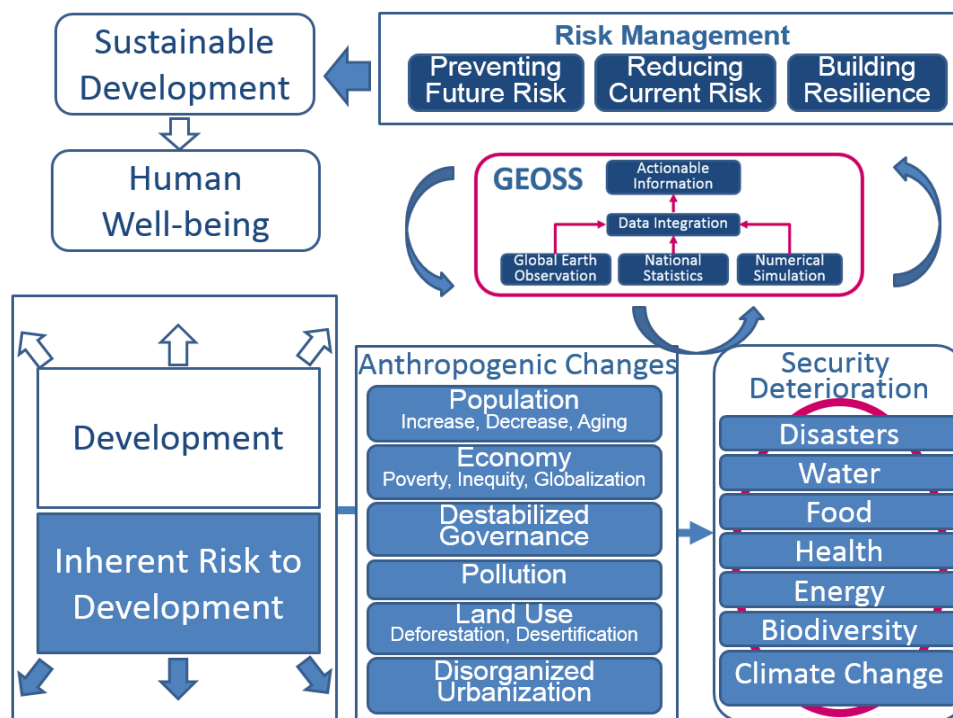 Sustainable
Development
Human
Well-being
Risk Management
Preventing
Future Risk
Reducing
Current Risk
Building
Resilience
GEOSS
Actionable
Information
Data Integration
Global Earth
Observation
National
Statistics
Numerical
Simulation
Development
Inherent Risk to
Development
Anthropogenic Changes
Population
Increase, Decrease, Aging
Economy
Poverty, Inequity, Globalization
Destabilized
Governance
Pollution
Land Use
Deforestation, Desertification
Disorganized
Urbanization
Security
Deterioration
Disasters
Water
Food
Health
Energy
Biodiversity
Climate Change